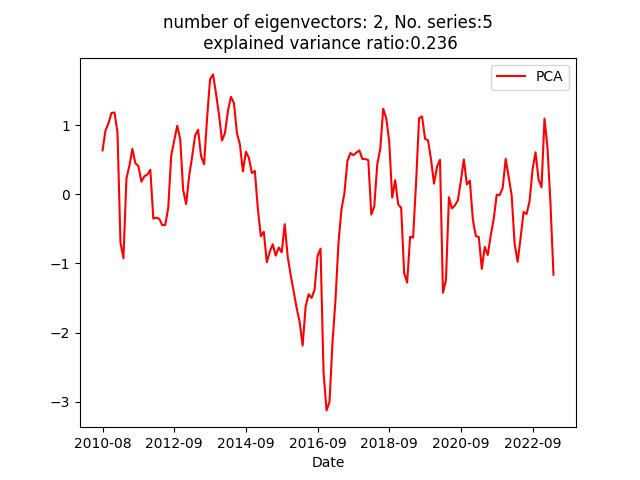 number of eigenvectors: 2, No. series:5
explained variance ratio:0.236
PCA
1
0
−1
−2
−3
2010-08 2012-09 2014-09 2016-09 2018-09 2020-09 2022-09
Date